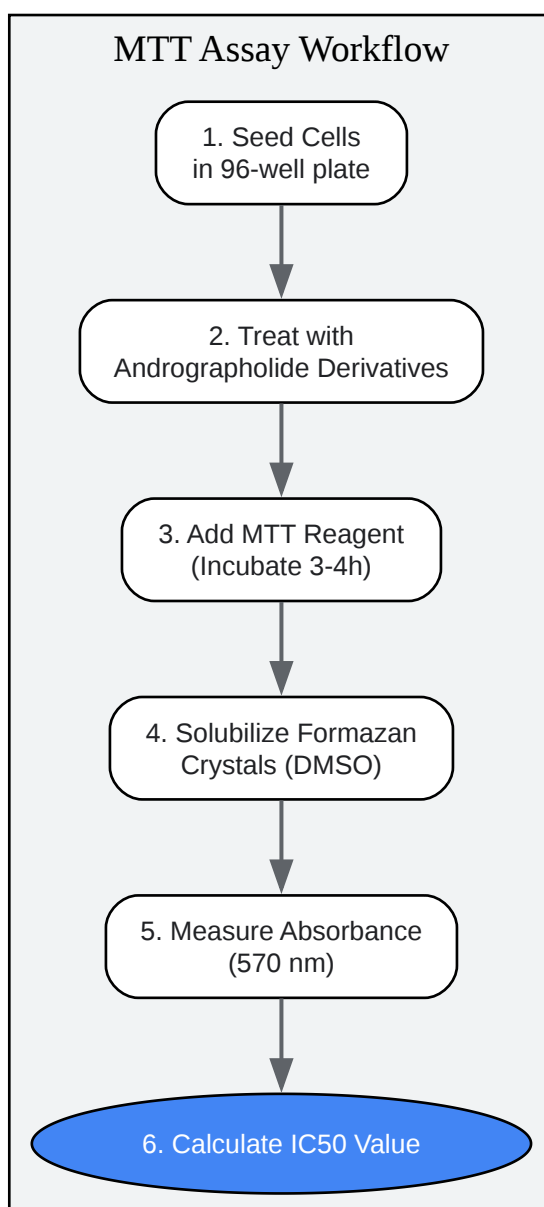 MTT Assay Workflow
1. Seed Cells
in 96-well plate
2. Treat with
Andrographolide Derivatives
3. Add MTT Reagent
(Incubate 3-4h)
4. Solubilize Formazan
Crystals (DMSO)
5. Measure Absorbance
(570 nm)
6. Calculate IC50 Value